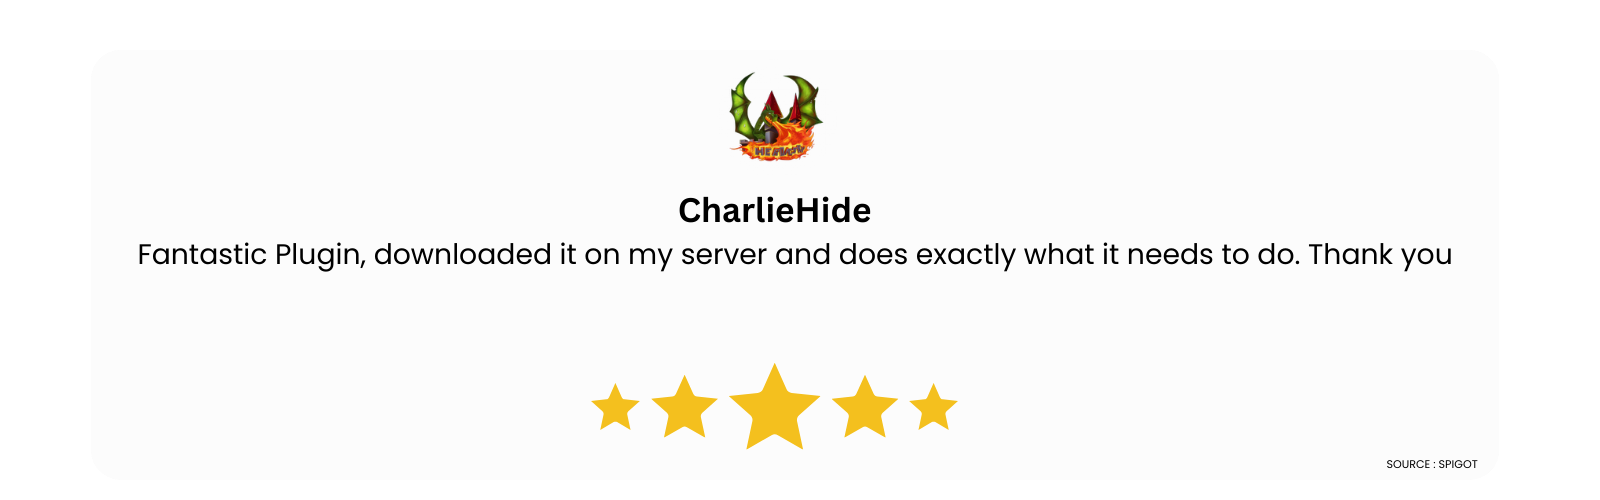 CharlieHide
Fantastic Plugin, downloaded it on my server and does exactly what it needs to do. Thank you
SOURCE : SPIGOT